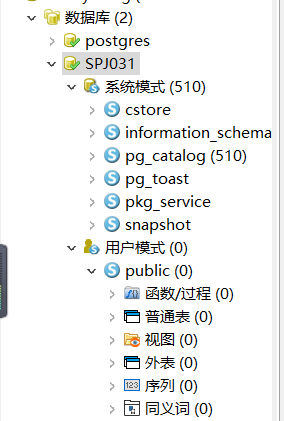 数据库 (2)
postgres
SPJ031
系统模式 (510)
cstore
information_schema
pg_catalog (510)
pg_toast
pkg_service
snapshot
用户模式 (0)
public (0)
函数/过程 (0)
普通表 (0)
视图 (0)
外表 (0)
序列 (0)
同义词 (0)